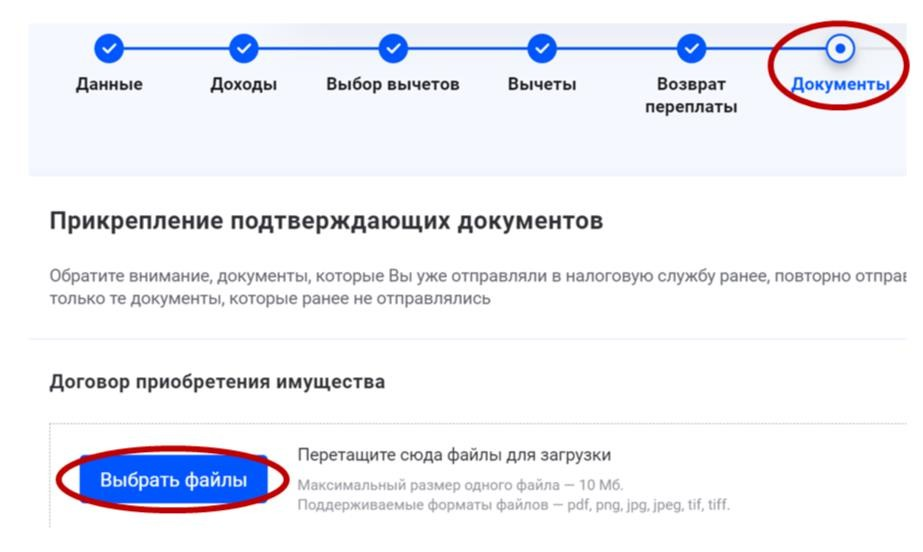 Данные Доходы Выбор вычетов Вычеты Возврат переплаты Документы
Прикрепление подтверждающих документов
Обратите внимание, документы, которые Вы уже отправляли в налоговую службу ранее, повторно
только те документы, которые ранее не отправлялись
Договор приобретения имущества
Выбрать файлы
Перетащите сюда файлы для загрузки
Максимальный размер одного файла — 10 Мб.
Поддерживаемые форматы файлов — pdf, png, jpg, jpeg, tif, tiff.